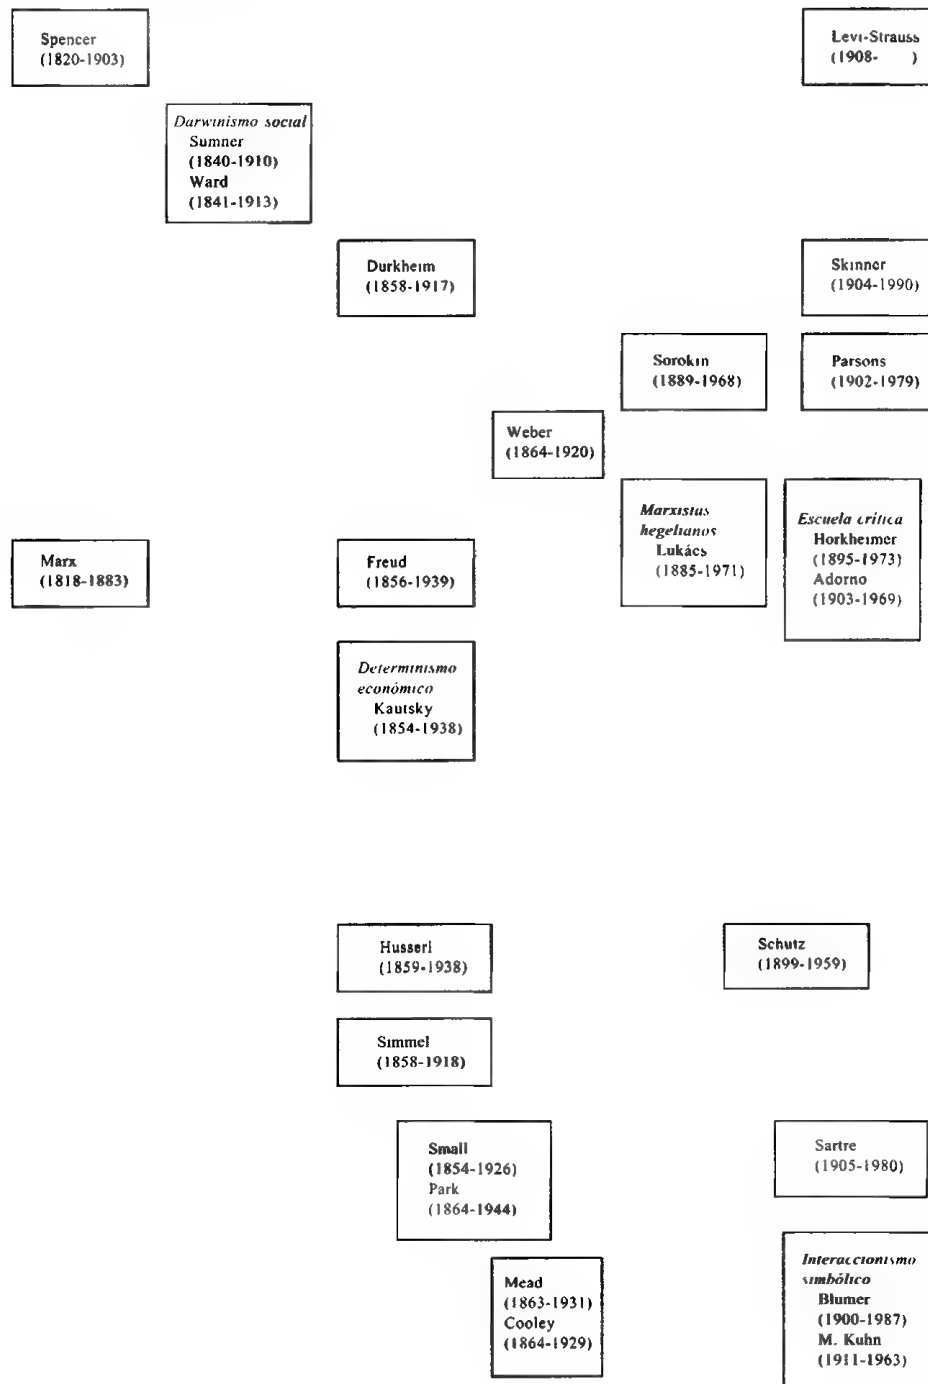 Spencer
(1820-1903)
Levi-Strauss
(1908- )
Darwinismo social
Sumner
(1840-1910)
Ward
(1841-1913)
Durkheim
(1858-1917)
Skinner
(1904-1990)
Sorokin
(1889-1968)
Parsons
(1902-1979)
Weber
(1864-1920)
Marxistas
hegelianos
Lukács
(1885-1971)
Escuela crítica
Horkheimer
(1895-1973)
Adorno
(1903-1969)
Marx
(1818-1883)
Freud
(1856-1939)
Determinismo
económico
Kautsky
(1854-1938)
Husserl
(1859-1938)
Schutz
(1899-1959)
Simmel
(1858-1918)
Small
(1854-1926)
Park
(1864-1944)
Sartre
(1905-1980)
Mead
(1863-1931)
Cooley
(1864-1929)
Interaccionismo
simbólico
Blumer
(1900-1987)
M. Kuhn
(1911-1963)